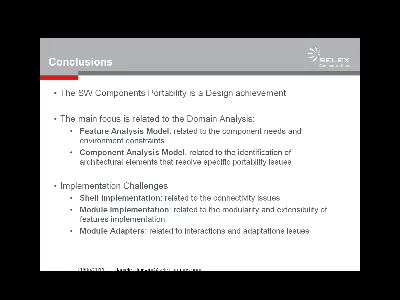 Conclusions
SELEX
Communications
• The SW Components Portability is a Design achievement
• The main focus is related to the Domain Analysis:
• Feature Analysis Model: related to the component needs and
environment constraints
• Component Analysis Model: related to the identification of
architectural elements that resolve specific portability issues
• Implementation Challenges
• Shell Implementation: related to the connectivity issues
• Module Implementation: related to the modularity and extensibility of
features implementation
• Module Adapters: related to interactions and adaptations issues